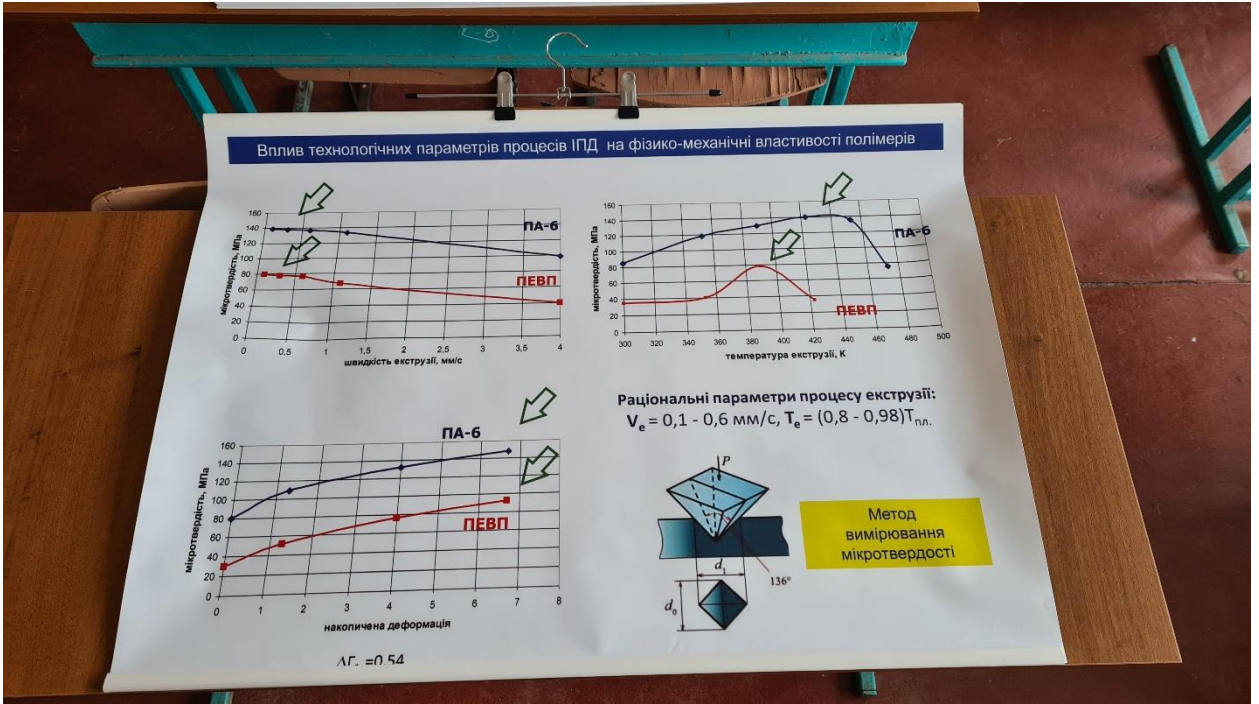 Вплив технологічних параметрів процесів ІПД на фізико-механічні властивості полімерів
160
140
120
100
80
60
40
20
0
мікротвердість, МПа
ПА-6
ПЕВП
0 0,5 1 1,5 2 2,5 3 3,5 4
швидкість екструзії, мм/с
160
140
120
100
80
60
40
20
0
мікротвердість, МПа
ПА-6
ПЕВП
300 320 340 360 380 400 420 440 460 480 500
температура екструзії, К
160
140
120
100
80
60
40
20
0
мікротвердість, МПа
ПА-6
ПЕВП
0 1 2 3 4 5 6 7 8
накопичена деформація
Раціональні параметри процесу екструзії:
Vе = 0,1 - 0,6 мм/с, Tе = (0,8 - 0,98)Tпл.
P
d₁
136°
d₀
Метод
вимірювання
мікротвердості
=0.54